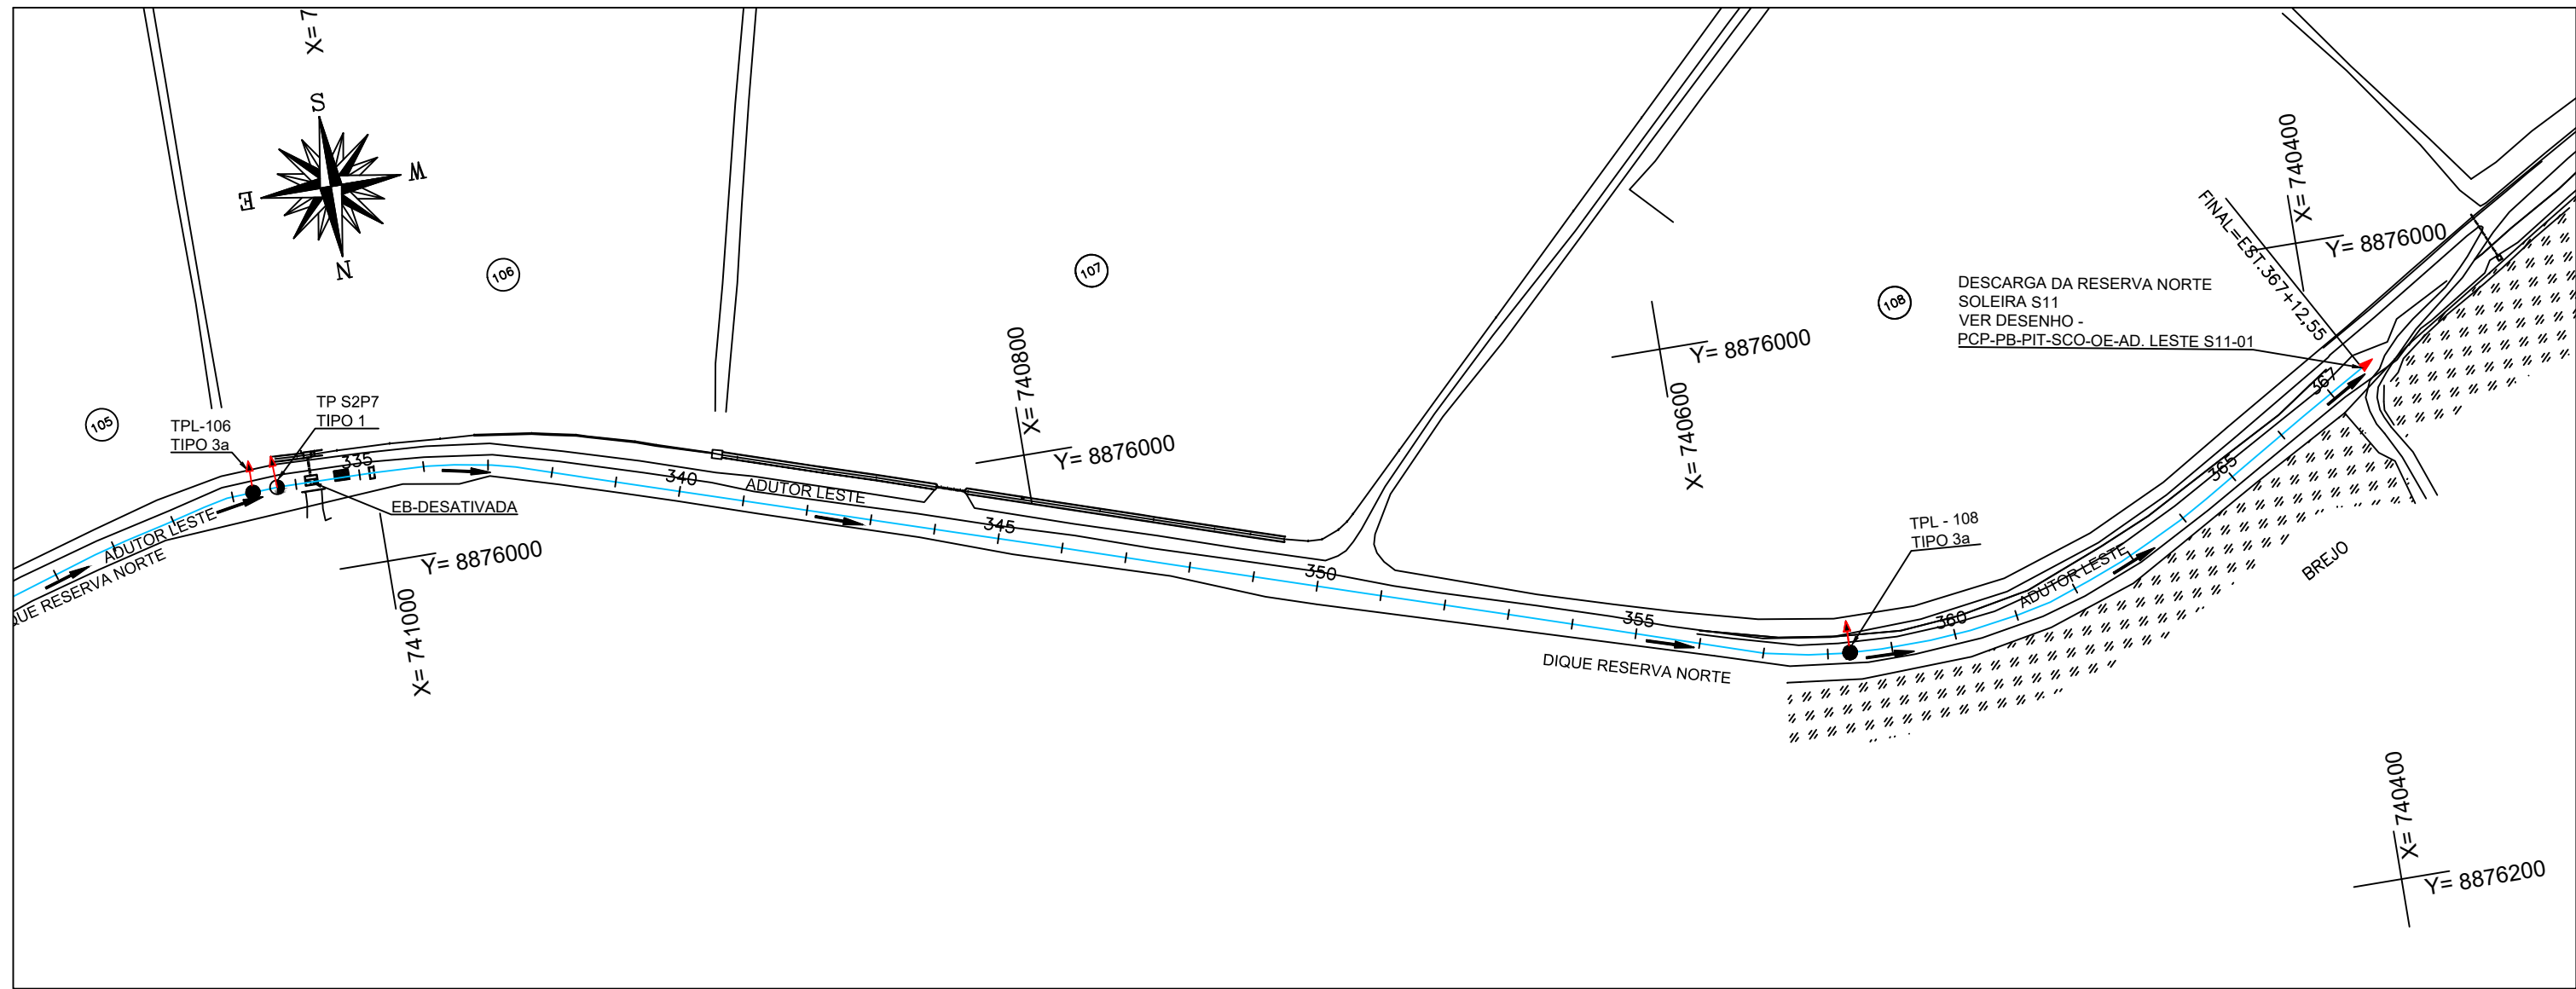 X= 7
S
W
E
N
105
106
107
108
TPL-106
TIPO 3a
TP S2P7
TIPO 1
335
EB-DESATIVADA
ADUTOR LESTE
QUE RESERVA NORTE
Y= 8876000
X= 741000
340
ADUTOR LESTE
X= 740800
Y= 8876000
345
350
355
DIQUE RESERVA NORTE
Y= 8876000
X= 740600
TPL - 108
TIPO 3a
360
ADUTOR LESTE
365
367
DESCARGA DA RESERVA NORTE
SOLEIRA S11
VER DESENHO -
PCP-PB-PIT-SCO-OE-AD. LESTE S11-01
FINAL=EST.367+12,55
X= 740400
Y= 8876000
BREJO
X= 740400
Y= 8876200